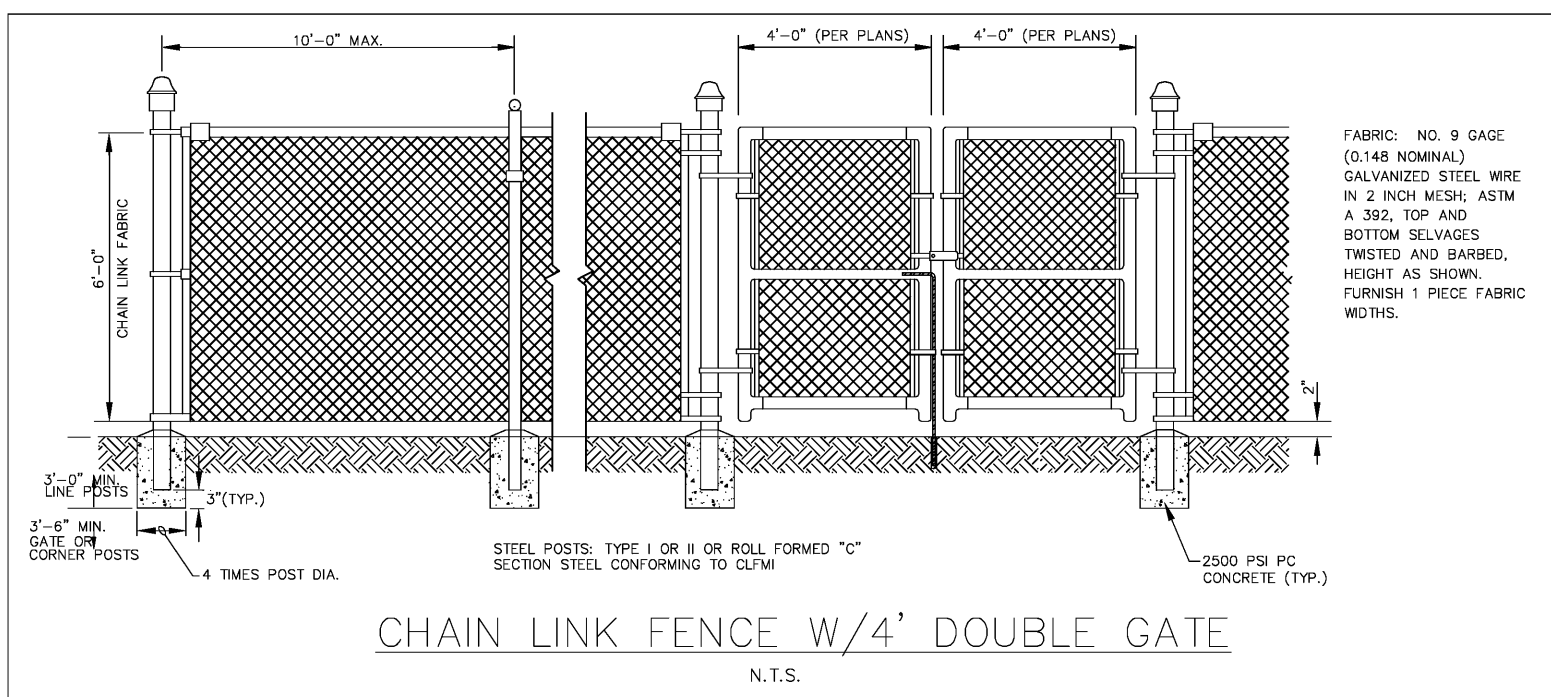 10'-0" MAX.
4'-0" (PER PLANS)
4'-0" (PER PLANS)
6'-0"
CHAIN LINK FABRIC
FABRIC: NO. 9 GAGE
(0.148 NOMINAL)
GALVANIZED STEEL WIRE
IN 2 INCH MESH; ASTM
A 392, TOP AND
BOTTOM SELVAGES
TWISTED AND BARBED,
HEIGHT AS SHOWN.
FURNISH 1 PIECE FABRIC
WIDTHS.
2"
3'-0" MIN.
LINE POSTS
3"(TYP.)
3'-6" MIN.
GATE OR
CORNER POSTS
4 TIMES POST DIA.
STEEL POSTS: TYPE I OR II OR ROLL FORMED "C"
SECTION STEEL CONFORMING TO CLFMI
2500 PSI PC
CONCRETE (TYP.)
CHAIN LINK FENCE W/4' DOUBLE GATE
N.T.S.